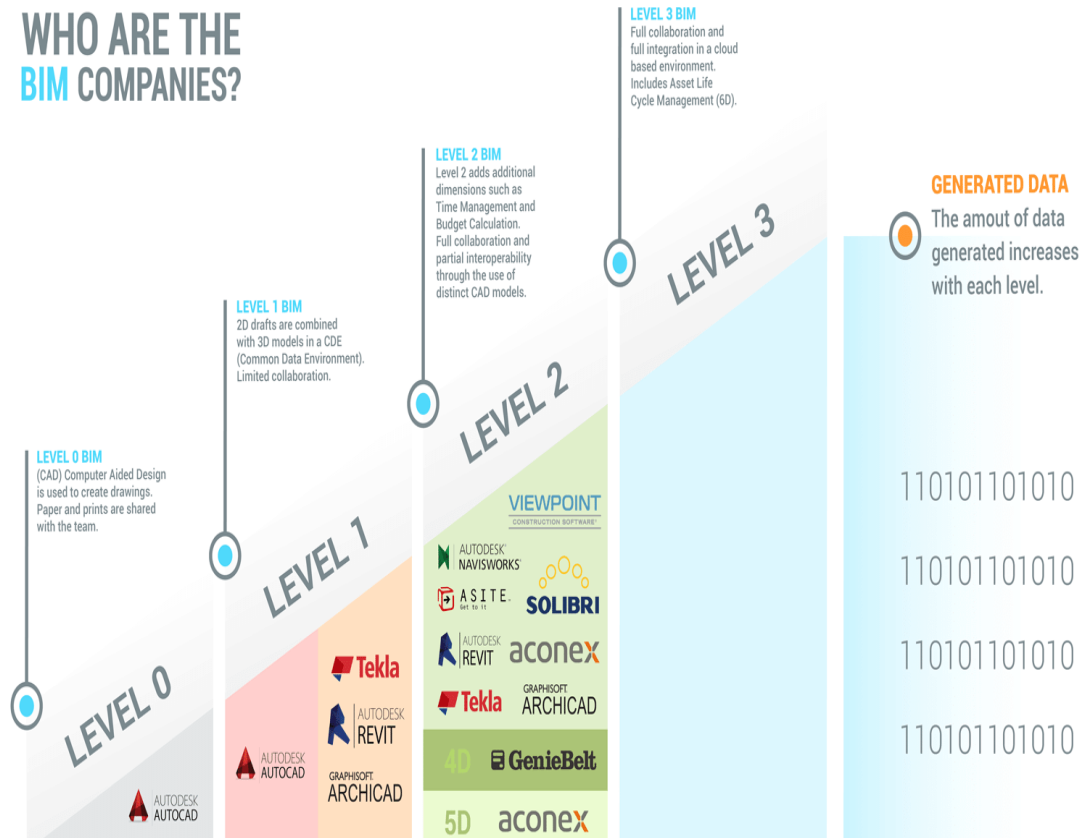 WHO ARE THE
BIM COMPANIES?
LEVEL 0 BIM
(CAD) Computer Aided Design
is used to create drawings.
Paper and prints are shared
with the team.
LEVEL 1 BIM
2D drafts are combined
with 3D models in a CDE
(Common Data Environment).
Limited collaboration.
LEVEL 2 BIM
Level 2 adds additional
dimensions such as
Time Management and
Budget Calculation.
Full collaboration and
partial interoperability
through the use of
distinct CAD models.
LEVEL 3 BIM
Full collaboration and
full integration in a cloud
based environment.
Includes Asset Life
Cycle Management (6D).
GENERATED DATA
The amout of data
generated increases
with each level.
LEVEL 0
LEVEL 1
LEVEL 2
LEVEL 3
AUTODESK
AUTOCAD
AUTODESK
AUTOCAD
Tekla
AUTODESK
REVIT
GRAPHISOFT
ARCHICAD
VIEWPOINT
CONSTRUCTION SOFTWARE
AUTODESK
NAVISWORKS
ASITE
Get to it
SOLIBRI
AUTODESK
REVIT
aconex
Tekla
GRAPHISOFT
ARCHICAD
4D GenieBelt
5D aconex
110101101010
110101101010
110101101010
110101101010